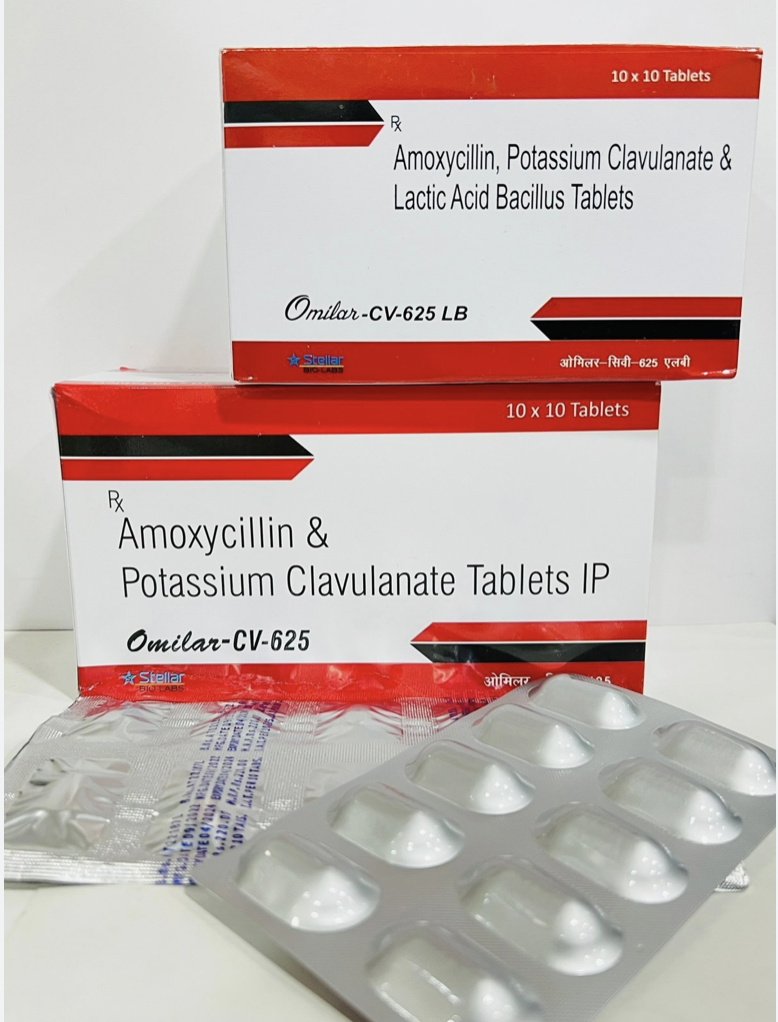 10 x 10 Tablets
Rx
Amoxycillin, Potassium Clavulanate &
Lactic Acid Bacillus Tablets
Omilar-CV-625 LB
Stellar
BIO-LABS
ओमिलर–सिवी–625 एलबी
10 x 10 Tablets
Rx
Amoxycillin &
Potassium Clavulanate Tablets IP
Omilar-CV-625
Stellar
BIO-LABS
ओमिलर